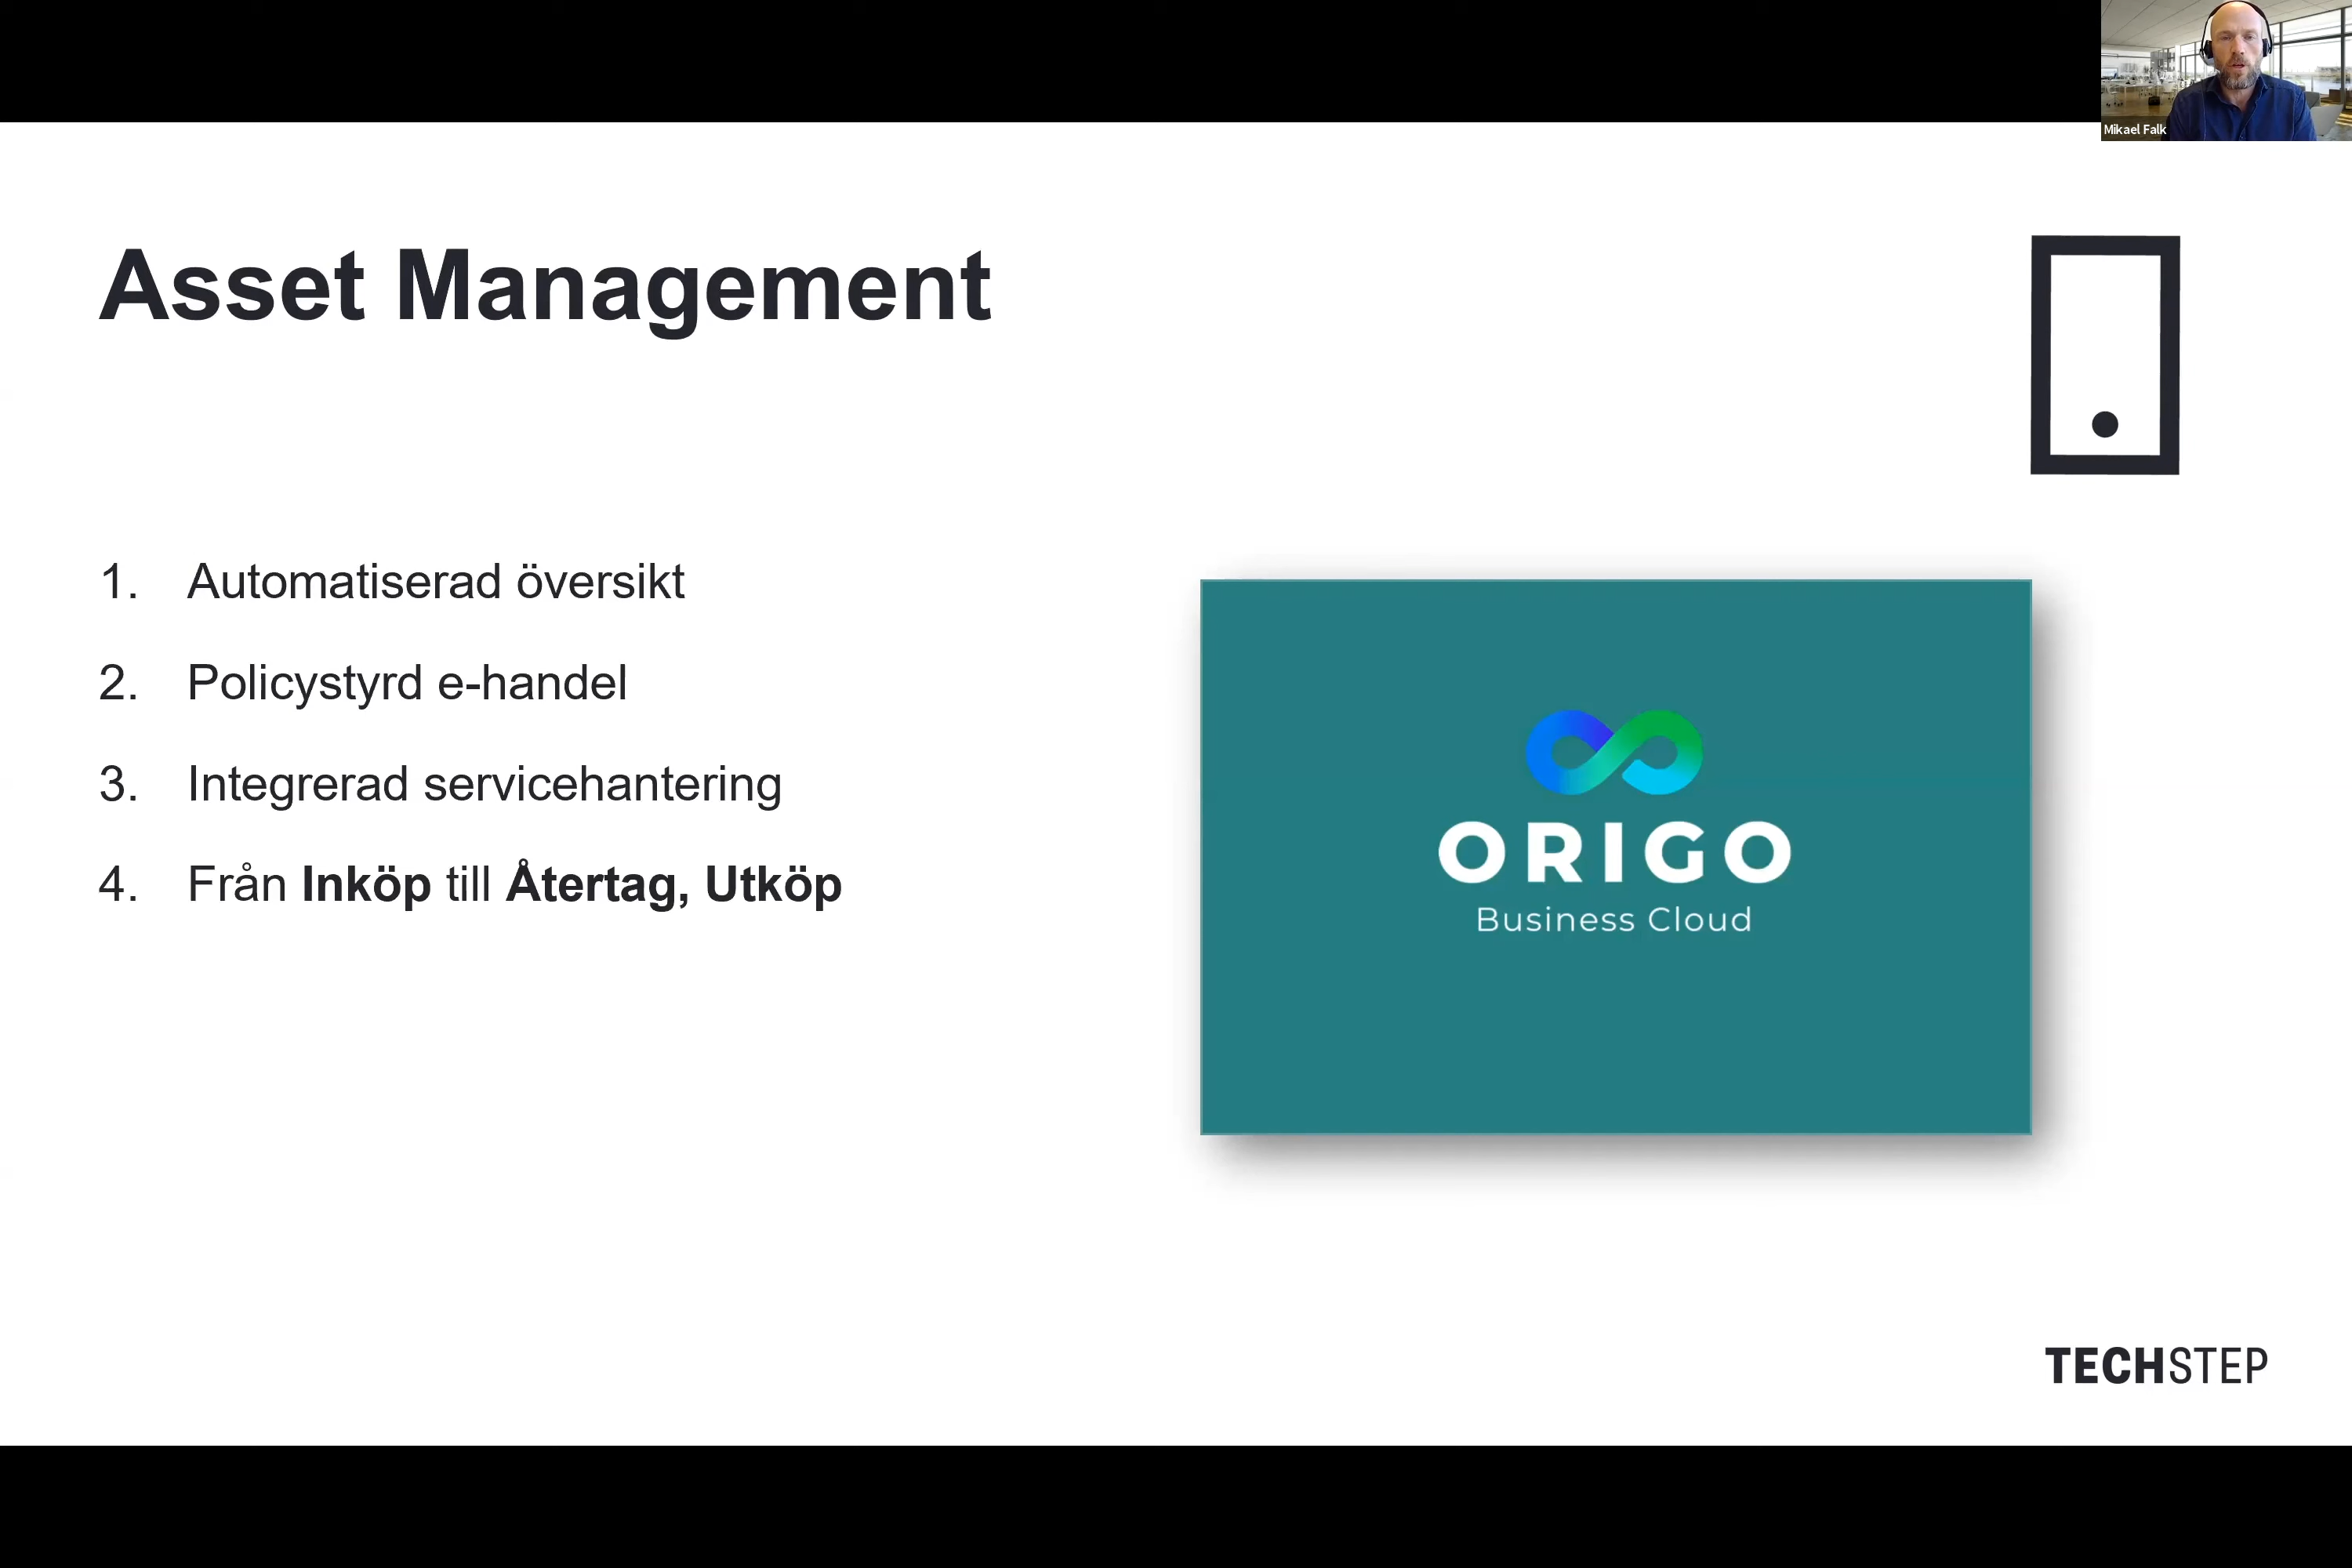 Mikael Falk
Asset Management
1. Automatiserad översikt
2. Policystyrd e-handel
3. Integrerad servicehantering
4. Från Inköp till Återtag, Utköp
ORIGO
Business Cloud
TECHSTEP